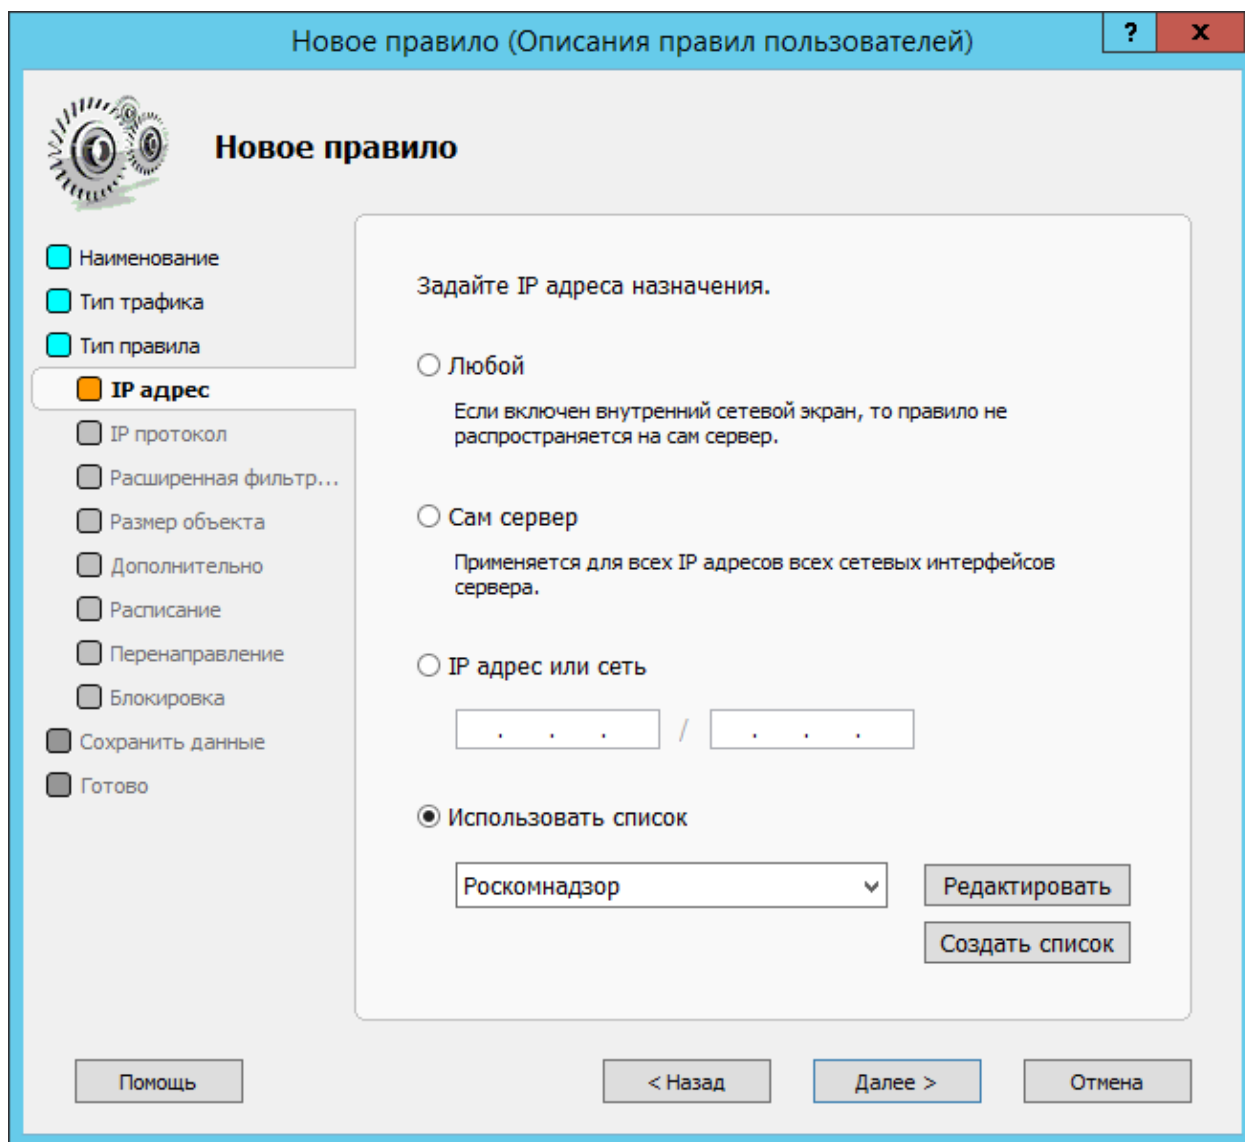 Новое правило (Описания правил пользователей)
?
x
Новое правило
Наименование
Тип трафика
Тип правила
IP адрес
IP протокол
Расширенная фильтр...
Размер объекта
Дополнительно
Расписание
Перенаправление
Блокировка
Сохранить данные
Готово
Задайте IP адреса назначения.
Любой
Если включен внутренний сетевой экран, то правило не
распространяется на сам сервер.
Сам сервер
Применяется для всех IP адресов всех сетевых интерфейсов
сервера.
IP адрес или сеть
. . . / . . .
Использовать список
Роскомнадзор
Редактировать
Создать список
Помощь
< Назад
Далее >
Отмена